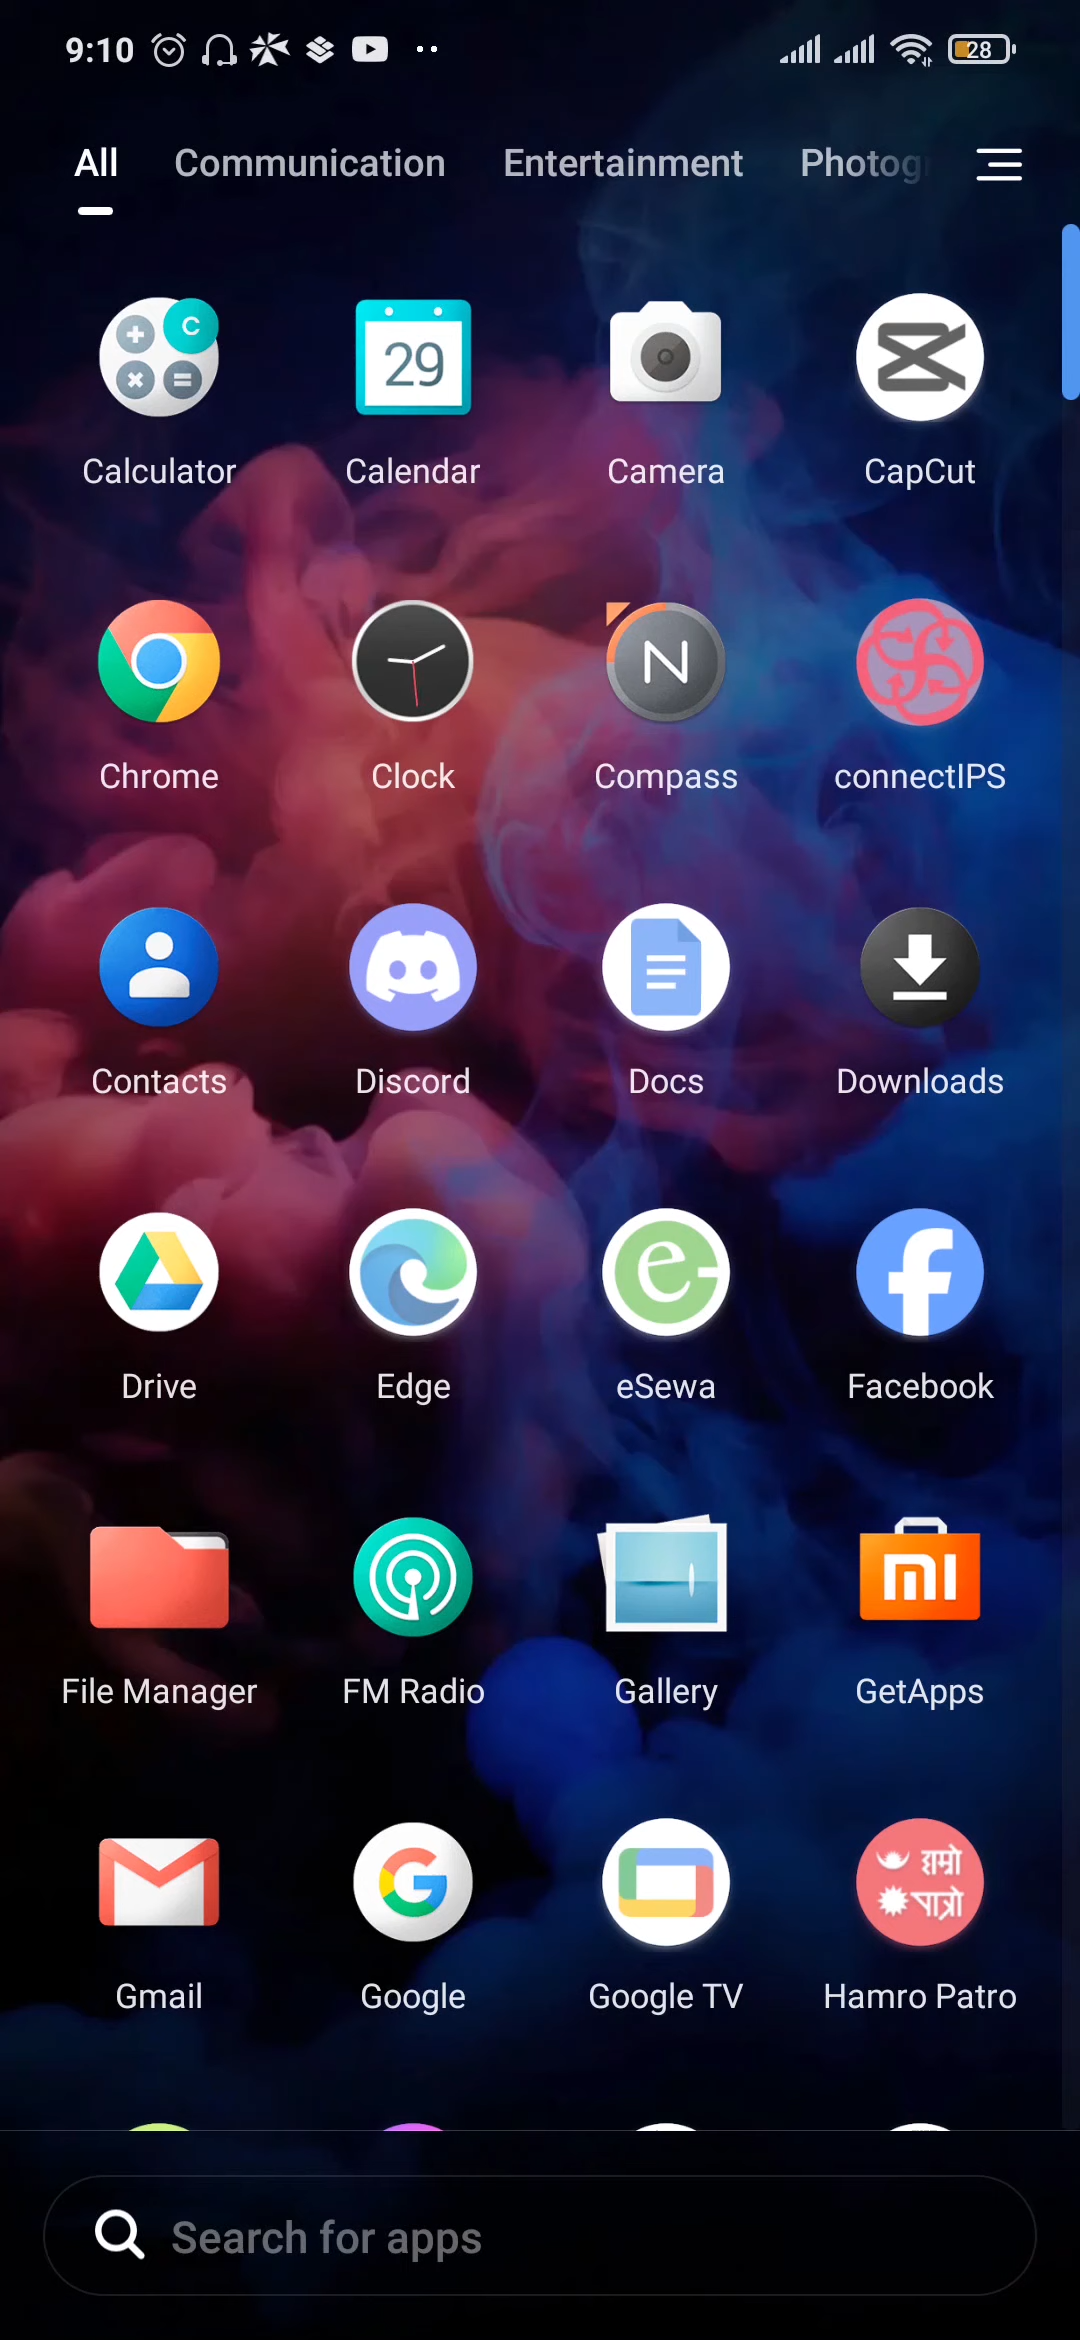 9:10 28
All Communication Entertainment Photog
C
29
Calculator Calendar Camera CapCut
N
Chrome Clock Compass connectIPS
Contacts Discord Docs Downloads
Drive Edge eSewa Facebook
File Manager FM Radio Gallery GetApps
हाम्रो
पात्रो
Gmail Google Google TV Hamro Patro
Search for apps